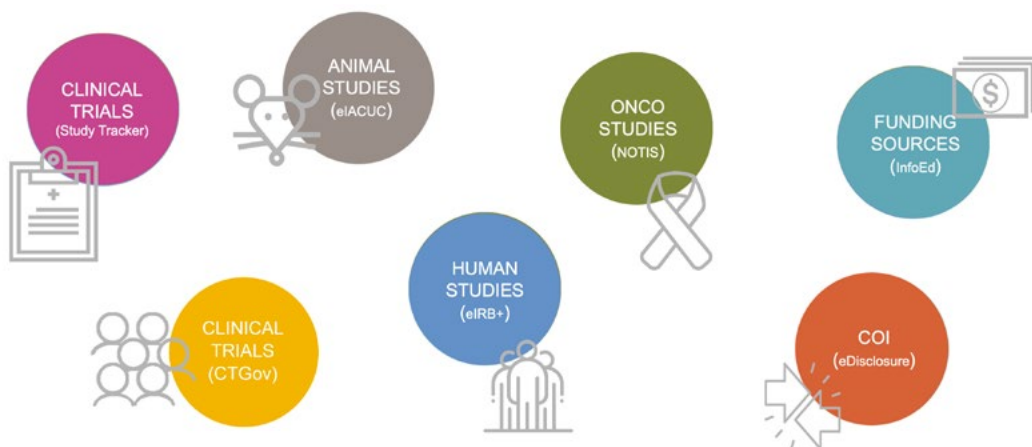 CLINICAL
TRIALS
(Study Tracker)
ANIMAL
STUDIES
(eIACUC)
ONCO
STUDIES
(NOTIS)
$
FUNDING
SOURCES
(InfoEd)
CLINICAL
TRIALS
(CTGov)
HUMAN
STUDIES
(eIRB+)
COI
(eDisclosure)